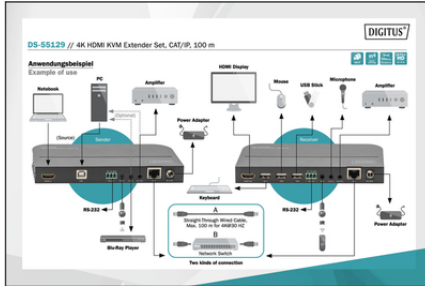 DIGITUS®
DS-55129 // 4K HDMI KVM Extender Set, CAT/IP, 100 m
Anwendungsbeispiel
Example of use
Notebook
PC
Amplifier
HDMI Display
Mouse
USB Stick
Microphone
Amplifier
(Optional)
(Source)
Power Adapter
Sender
Receiver
RS-232
Keyboard
RS-232
A
Straight Through Wired Cable,
Max. 100 m for 4K@30 HZ
B
Network Switch
IR
IR
Power Adapter
Blu-Ray Player
Two kinds of connection